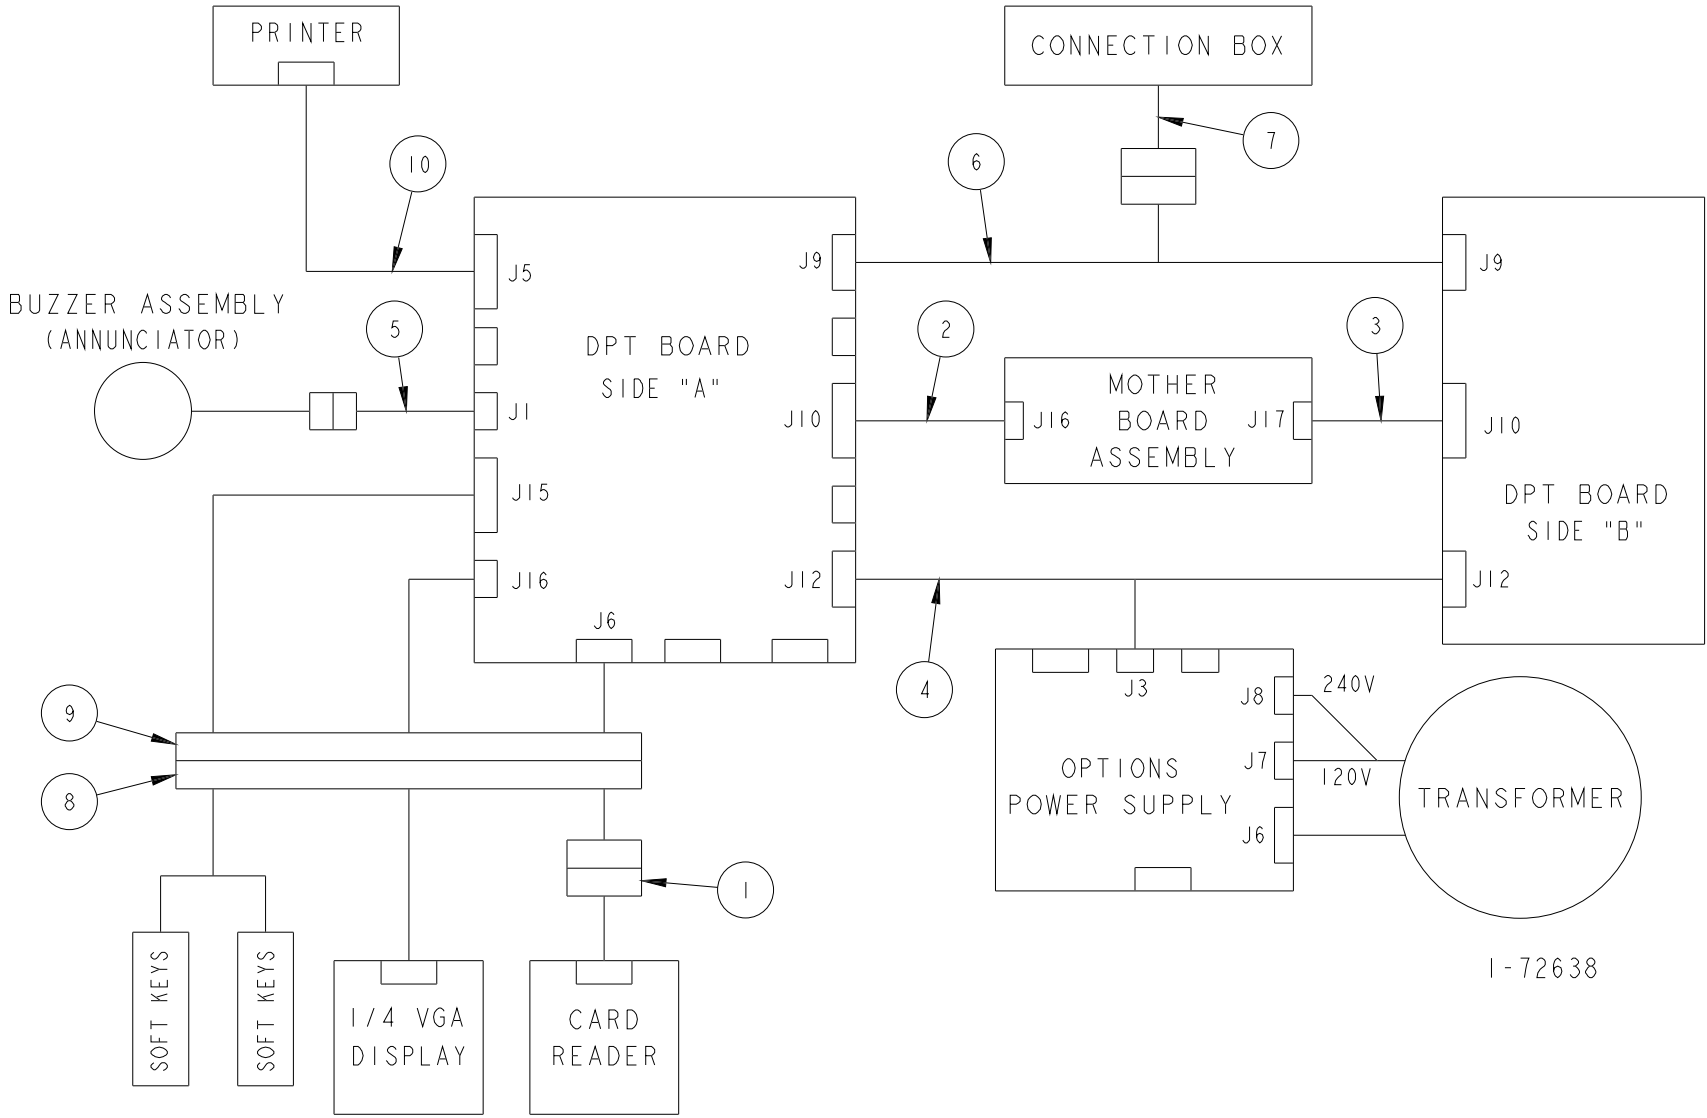 PRINTER
CONNECTION BOX
7
10
6
J5
J9
J9
BUZZER ASSEMBLY
(ANNUNCIATOR)
5
2
3
DPT BOARD
SIDE "A"
MOTHER
BOARD
ASSEMBLY
J1
J10
J16
J17
J10
J15
DPT BOARD
SIDE "B"
J16
J12
J12
J6
4
J3
J8
240V
9
8
OPTIONS
POWER SUPPLY
J7
120V
TRANSFORMER
J6
1
SOFT KEYS
SOFT KEYS
1/4 VGA
DISPLAY
CARD
READER
I-72638